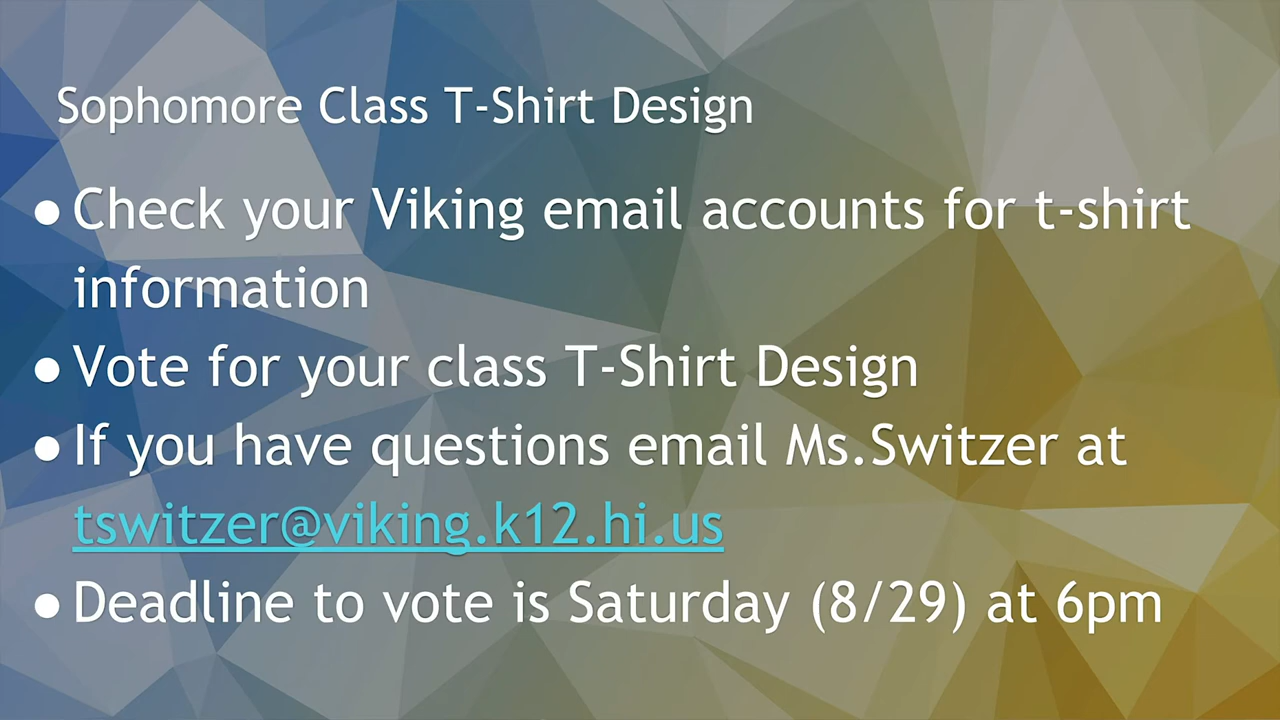 Sophomore Class T-Shirt Design
● Check your Viking email accounts for t-shirt
information
● Vote for your class T-Shirt Design
● If you have questions email Ms.Switzer at
tswitzer@viking.k12.hi.us
● Deadline to vote is Saturday (8/29) at 6pm